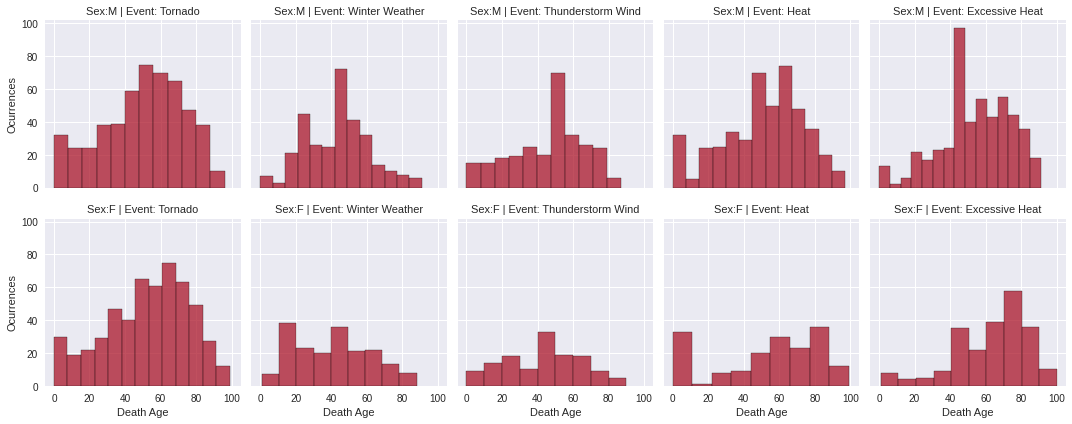 Sex:M | Event: Tornado
Sex:M | Event: Winter Weather
Sex:M | Event: Thunderstorm Wind
Sex:M | Event: Heat
Sex:M | Event: Excessive Heat
100
80
60
40
20
0
Ocurrences
Sex:F | Event: Tornado
Sex:F | Event: Winter Weather
Sex:F | Event: Thunderstorm Wind
Sex:F | Event: Heat
Sex:F | Event: Excessive Heat
100
80
60
40
20
0
Ocurrences
0 20 40 60 80 100
0 20 40 60 80 100
0 20 40 60 80 100
0 20 40 60 80 100
0 20 40 60 80 100
Death Age
Death Age
Death Age
Death Age
Death Age